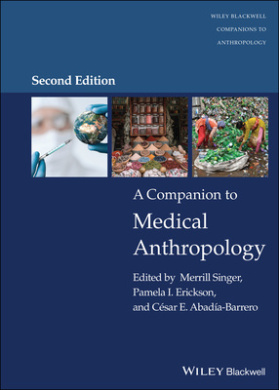 WILEY BLACKWELL
COMPANIONS TO
ANTHROPOLOGY
Second Edition
A Companion to
Medical
Anthropology
Edited by Merrill Singer,
Pamela I. Erickson,
and César E. Abadía-Barrero
WILEY Blackwell